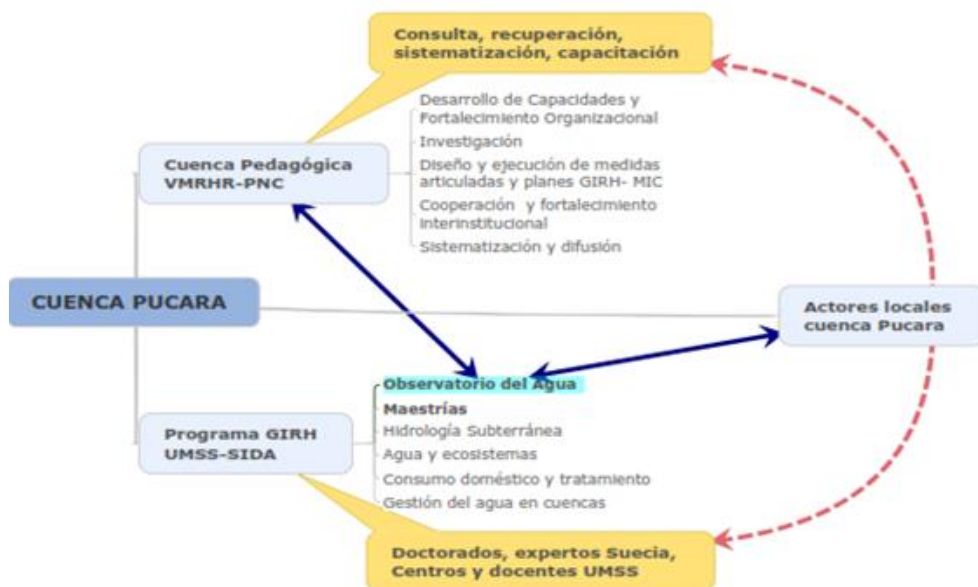 Consulta, recuperación,
sistematización, capacitación
Desarrollo de Capacidades y
Fortalecimiento Organizacional
Investigación
Diseño y ejecución de medidas
articuladas y planes GIRH- MIC
Cooperación y fortalecimiento
interinstitucional
Sistematización y difusión
Cuenca Pedagógica
VMRHR-PNC
CUENCA PUCARA
Actores locales
cuenca Pucara
Programa GIRH
UMSS-SIDA
Observatorio del Agua
Maestrías
Hidrología Subterránea
Agua y ecosistemas
Consumo doméstico y tratamiento
Gestión del agua en cuencas
Doctorados, expertos Suecia,
Centros y docentes UMSS